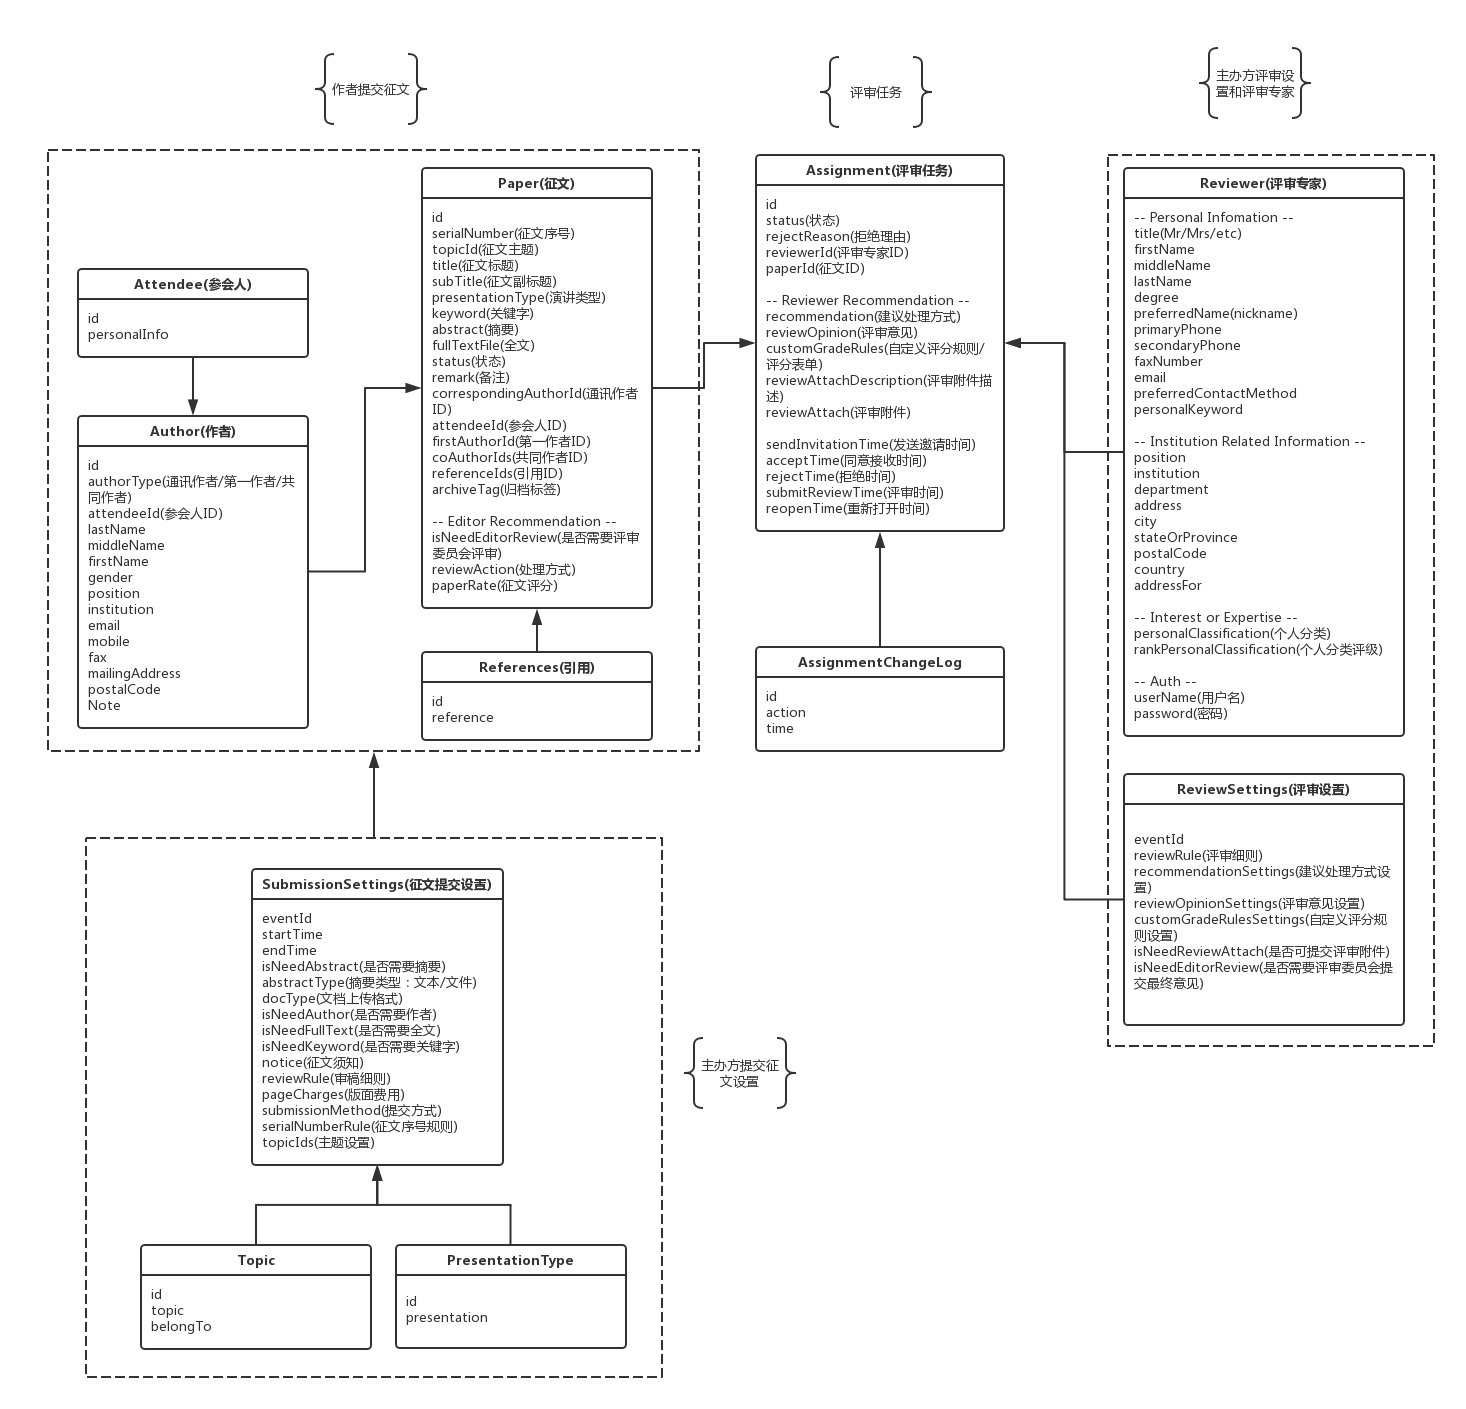 作者提交征文
评审任务
主办方评审设
置和评审专家
Attendee(参会人)
id
personalInfo
Author(作者)
id
authorType(通讯作者/第一作者/共
同作者)
attendeeId(参会人ID)
lastName
middleName
firstName
gender
position
institution
email
mobile
fax
mailingAddress
postalCode
Note
Paper(征文)
id
serialNumber(征文序号)
topicId(征文主题)
title(征文标题)
subTitle(征文副标题)
presentationType(演讲类型)
keyword(关键字)
abstract(摘要)
fullTextFile(全文)
status(状态)
remark(备注)
correspondingAuthorId(通讯作者
ID)
attendeeId(参会人ID)
firstAuthorId(第一作者ID)
coAuthorIds(共同作者ID)
referenceIds(引用ID)
archiveTag(归档标签)
-- Editor Recommendation --
isNeedEditorReview(是否需要评审
委员会评审)
reviewAction(处理方式)
paperRate(征文评分)
References(引用)
id
reference
Assignment(评审任务)
id
status(状态)
rejectReason(拒绝理由)
reviewerId(评审专家ID)
paperId(征文ID)
-- Reviewer Recommendation --
recommendation(建议处理方式)
reviewOpinion(评审意见)
customGradeRules(自定义评分规则/
评分表单)
reviewAttachDescription(评审附件描
述)
reviewAttach(评审附件)
sendInvitationTime(发送邀请时间)
acceptTime(同意接收时间)
rejectTime(拒绝时间)
submitReviewTime(评审时间)
reopenTime(重新打开时间)
AssignmentChangeLog
id
action
time
Reviewer(评审专家)
-- Personal Infomation --
title(Mr/Mrs/etc)
firstName
middleName
lastName
degree
preferredName(nickname)
primaryPhone
secondaryPhone
faxNumber
email
preferredContactMethod
personalKeyword
-- Institution Related Information --
position
institution
department
address
city
stateOrProvince
postalCode
country
addressFor
-- Interest or Expertise --
personalClassification(个人分类)
rankPersonalClassification(个人分类评级)
-- Auth --
userName(用户名)
password(密码)
ReviewSettings(评审设置)
eventId
reviewRule(评审细则)
recommendationSettings(建议处理方式设
置)
reviewOpinionSettings(评审意见设置)
customGradeRulesSettings(自定义评分规
则设置)
isNeedReviewAttach(是否可提交评审附件)
isNeedEditorReview(是否需要评审委员会提
交最终意见)
SubmissionSettings(征文提交设置)
eventId
startTime
endTime
isNeedAbstract(是否需要摘要)
abstractType(摘要类型：文本/文件)
docType(文档上传格式)
isNeedAuthor(是否需要作者)
isNeedFullText(是否需要全文)
isNeedKeyword(是否需要关键字)
notice(征文须知)
reviewRule(审稿细则)
pageCharges(版面费用)
submissionMethod(提交方式)
serialNumberRule(征文序号规则)
topicIds(主题设置)
主办方提交征
文设置
Topic
id
topic
belongTo
PresentationType
id
presentation